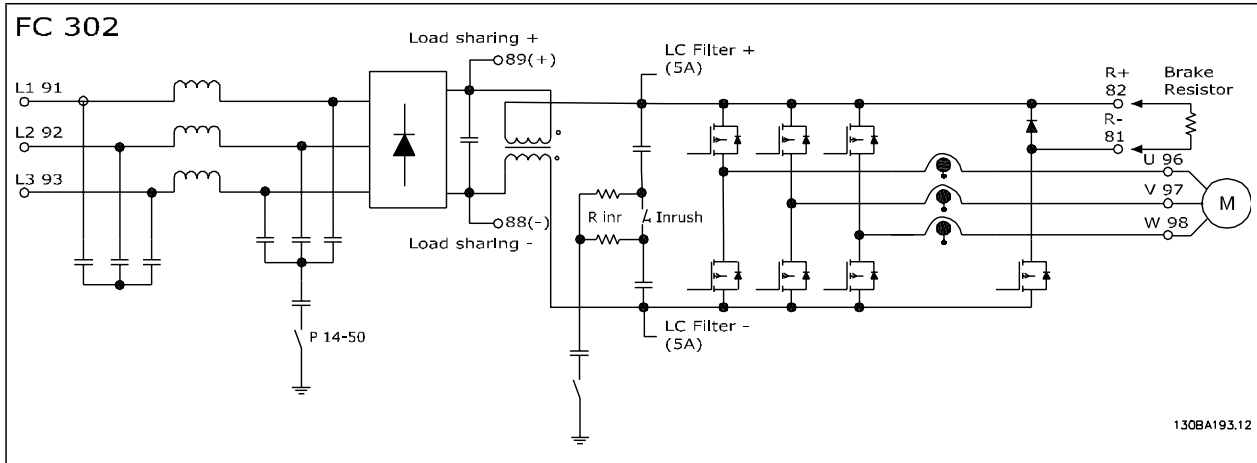 FC 302
L1 91
L2 92
L3 93
Load sharing +
89(+)
88(-)
Load sharing -
P 14-50
LC Filter +
(5A)
R inr
Inrush
LC Filter -
(5A)
R+
82
R-
81
Brake
Resistor
U 96
V 97
W 98
M
130BA193.12